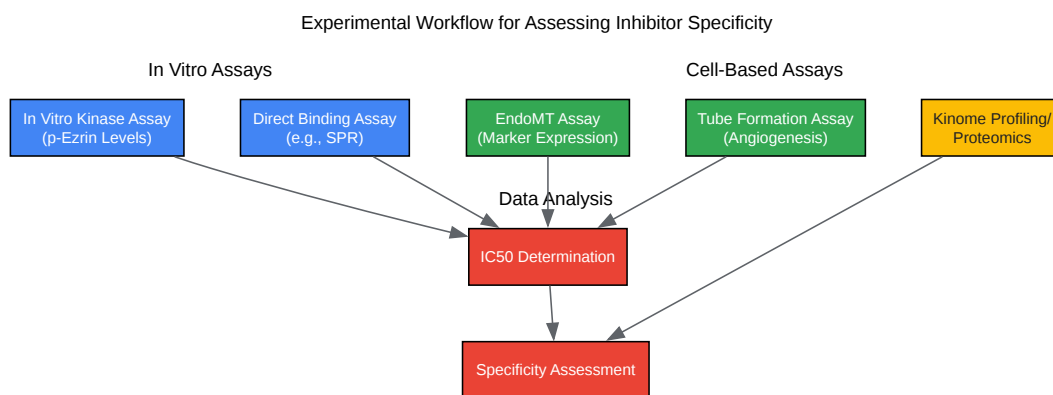 Experimental Workflow for Assessing Inhibitor Specificity
In Vitro Assays
Cell-Based Assays
In Vitro Kinase Assay
(p-Ezrin Levels)
Direct Binding Assay
(e.g., SPR)
EndoMT Assay
(Marker Expression)
Tube Formation Assay
(Angiogenesis)
Kinome Profiling/
Proteomics
Data Analysis
IC50 Determination
Specificity Assessment